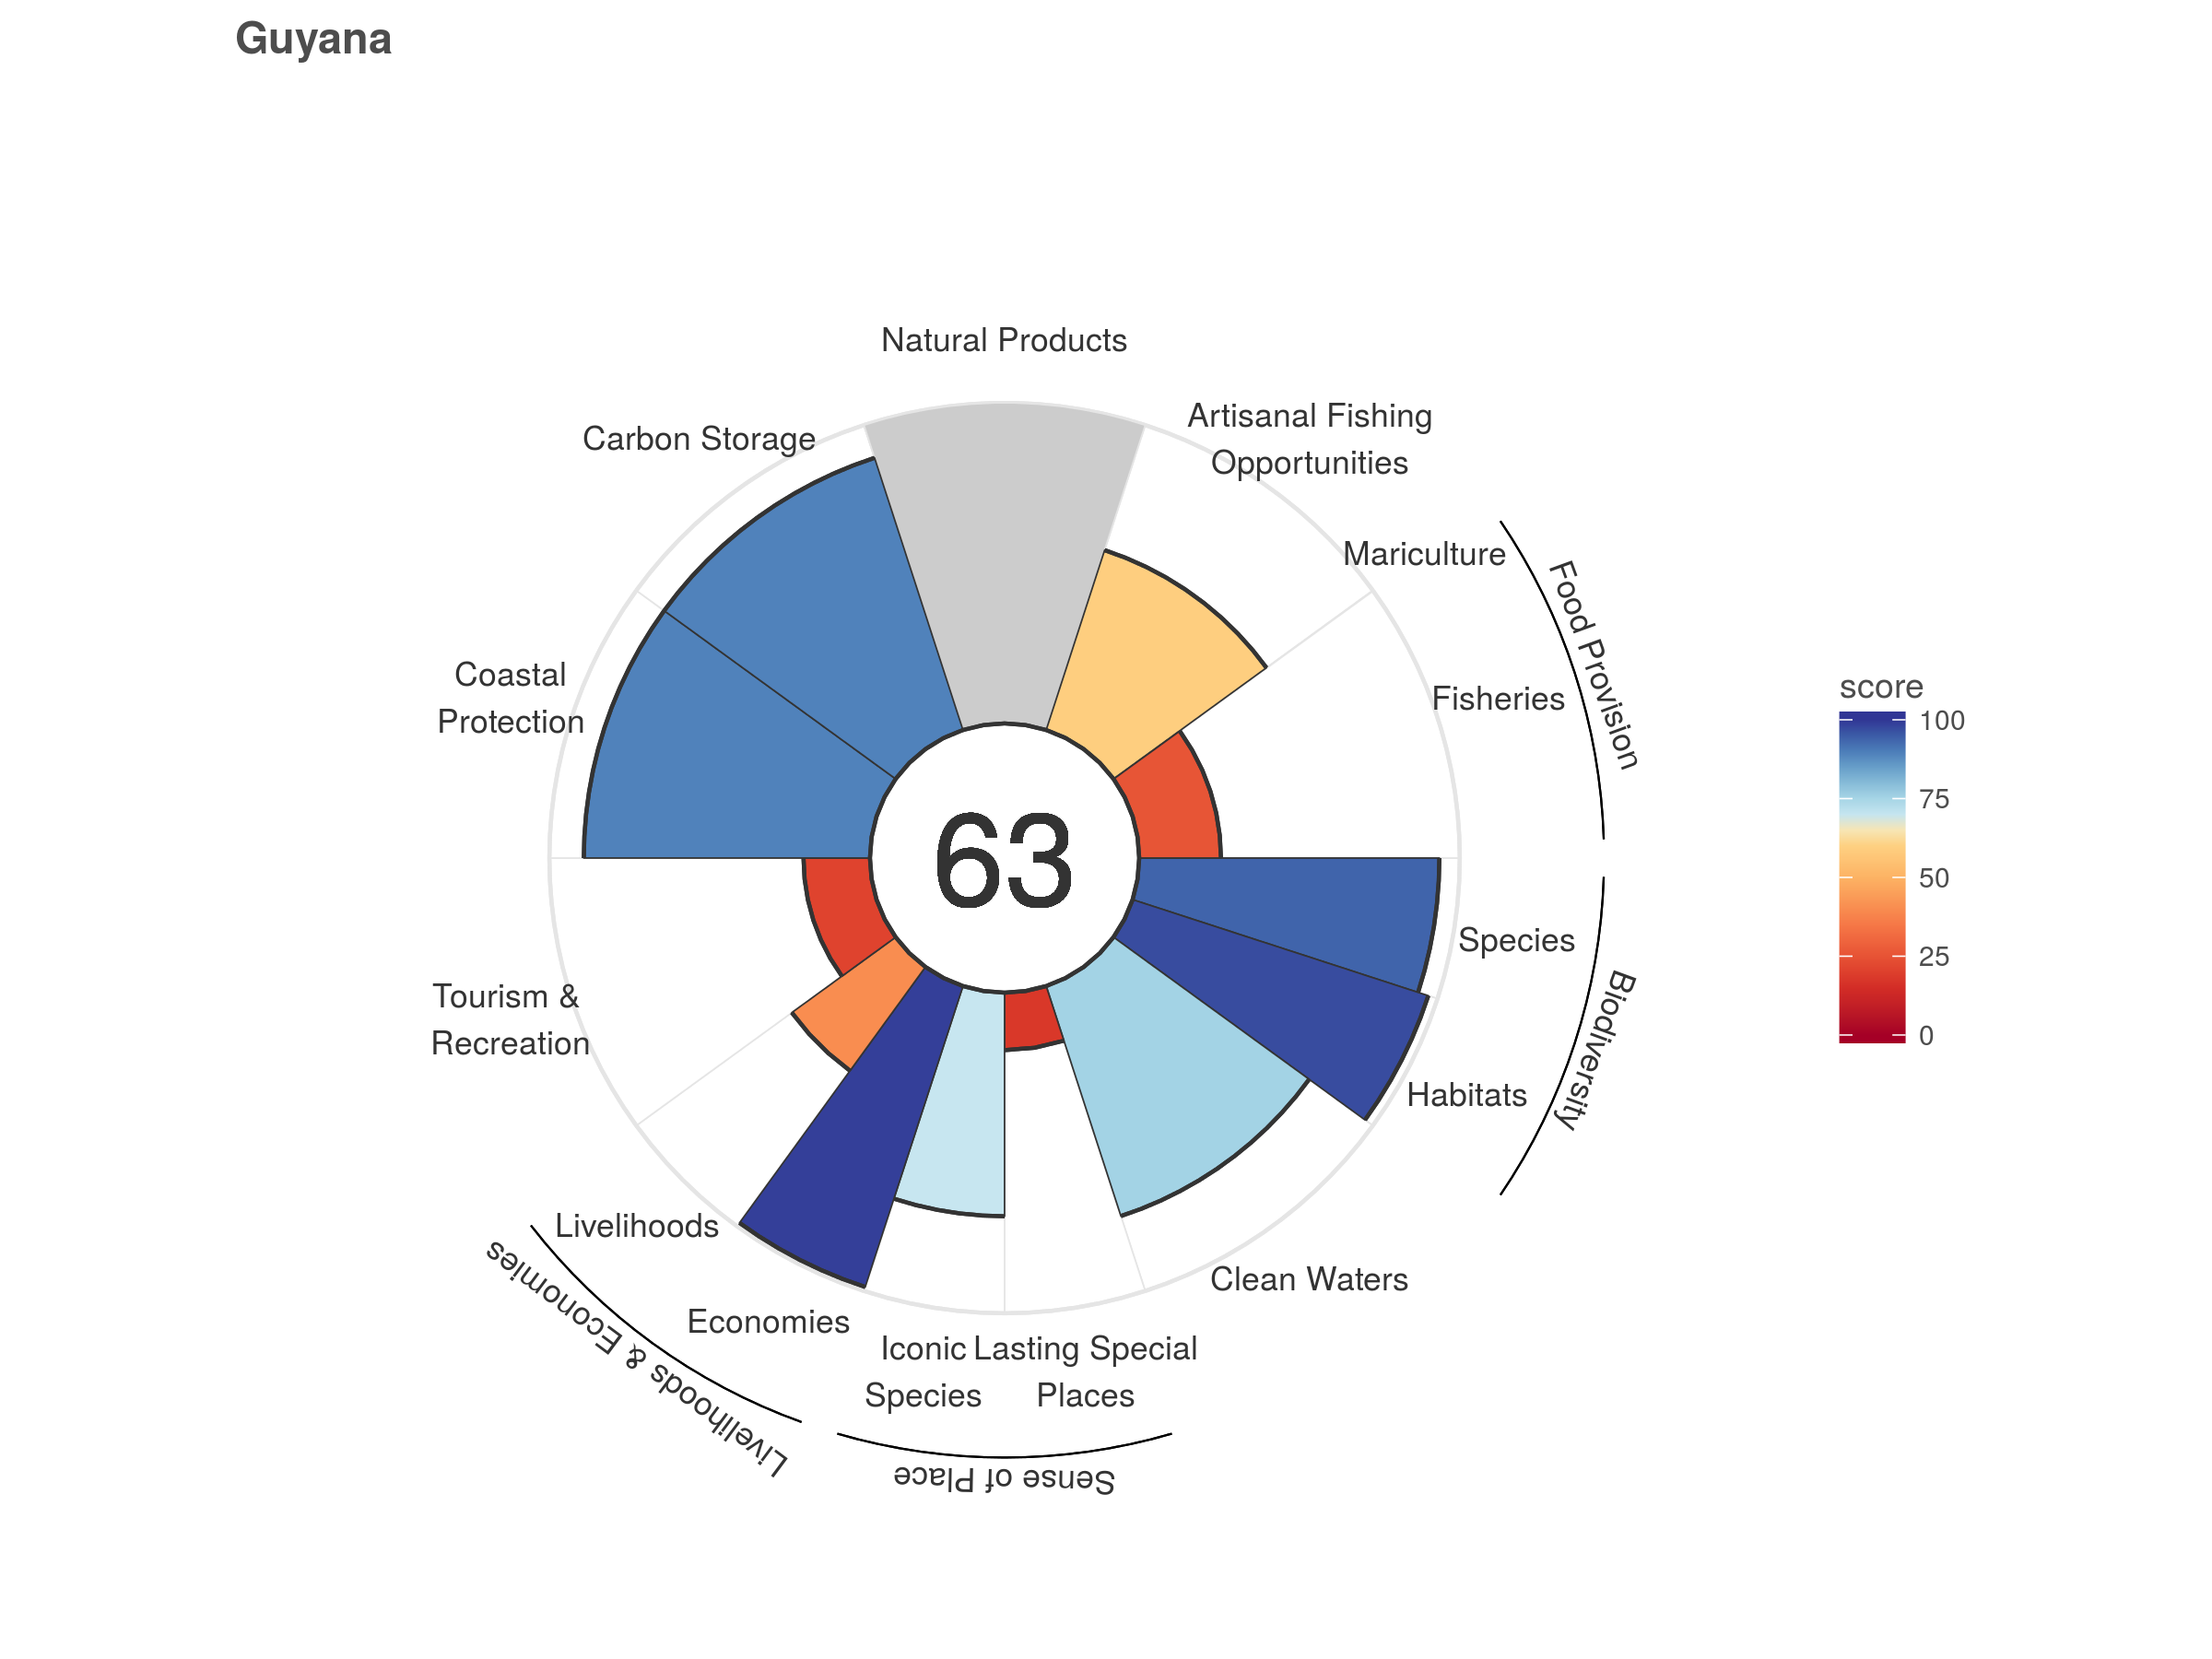 Guyana
Natural Products
Artisanal Fishing
Opportunities
Carbon Storage
Mariculture
Food Provision
Fisheries
Coastal
Protection
63
score
100
75
50
25
0
Species
Biodiversity
Habitats
Tourism &
Recreation
Livelihoods
Clean Waters
Economies
Livelihoods & Economies
Iconic
Species
Lasting Special
Places
Sense of Place